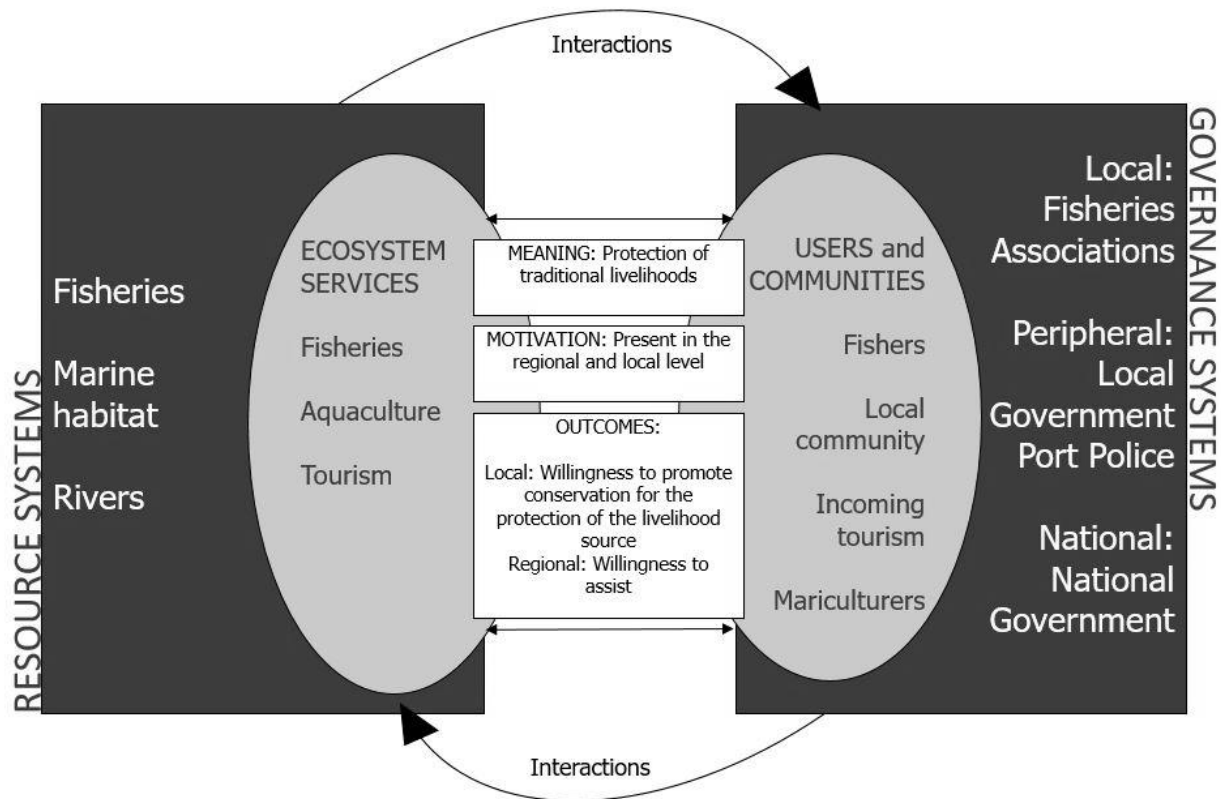 Interactions
RESOURCE SYSTEMS
Fisheries
Marine
habitat
Rivers
ECOSYSTEM
SERVICES
Fisheries
Aquaculture
Tourism
MEANING: Protection of
traditional livelihoods
MOTIVATION: Present in the
regional and local level
OUTCOMES:
Local: Willingness to promote
conservation for the
protection of the livelihood
source
Regional: Willingness to
assist
USERS and
COMMUNITIES
Fishers
Local
community
Incoming
tourism
Mariculturers
Local:
Fisheries
Associations
Peripheral:
Local
Government
Port Police
National:
National
Government
GOVERNANCE SYSTEMS
Interactions